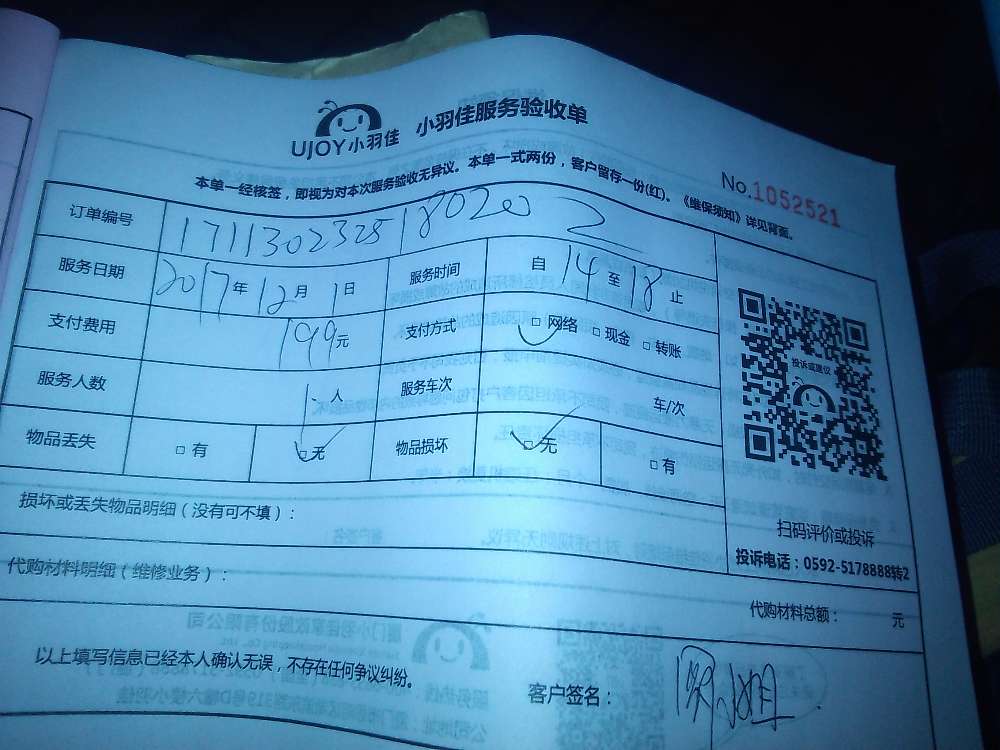 UJOY小羽佳 小羽佳服务验收单
No.1052521
本单一经核签，即视为对本次服务验收无异议。本单一式两份，客户留存一份(红)。《维保须知》详见背面。
订单编号 171130232518020 2
服务日期 2017年12月1日 服务时间 自14至18止
支付费用 199元 支付方式 □网络 □现金 □转账
服务人数 1人 服务车次 车/次
物品丢失 □有 □无 物品损坏 □无 □有
投诉或建议
扫码评价或投诉
投诉电话：0592-5178888转2
损坏或丢失物品明细（没有可不填）：
代购材料明细（维修业务）：
代购材料总额： 元
以上填写信息已经本人确认无误，不存在任何争议纠纷。
客户签名： 小姐